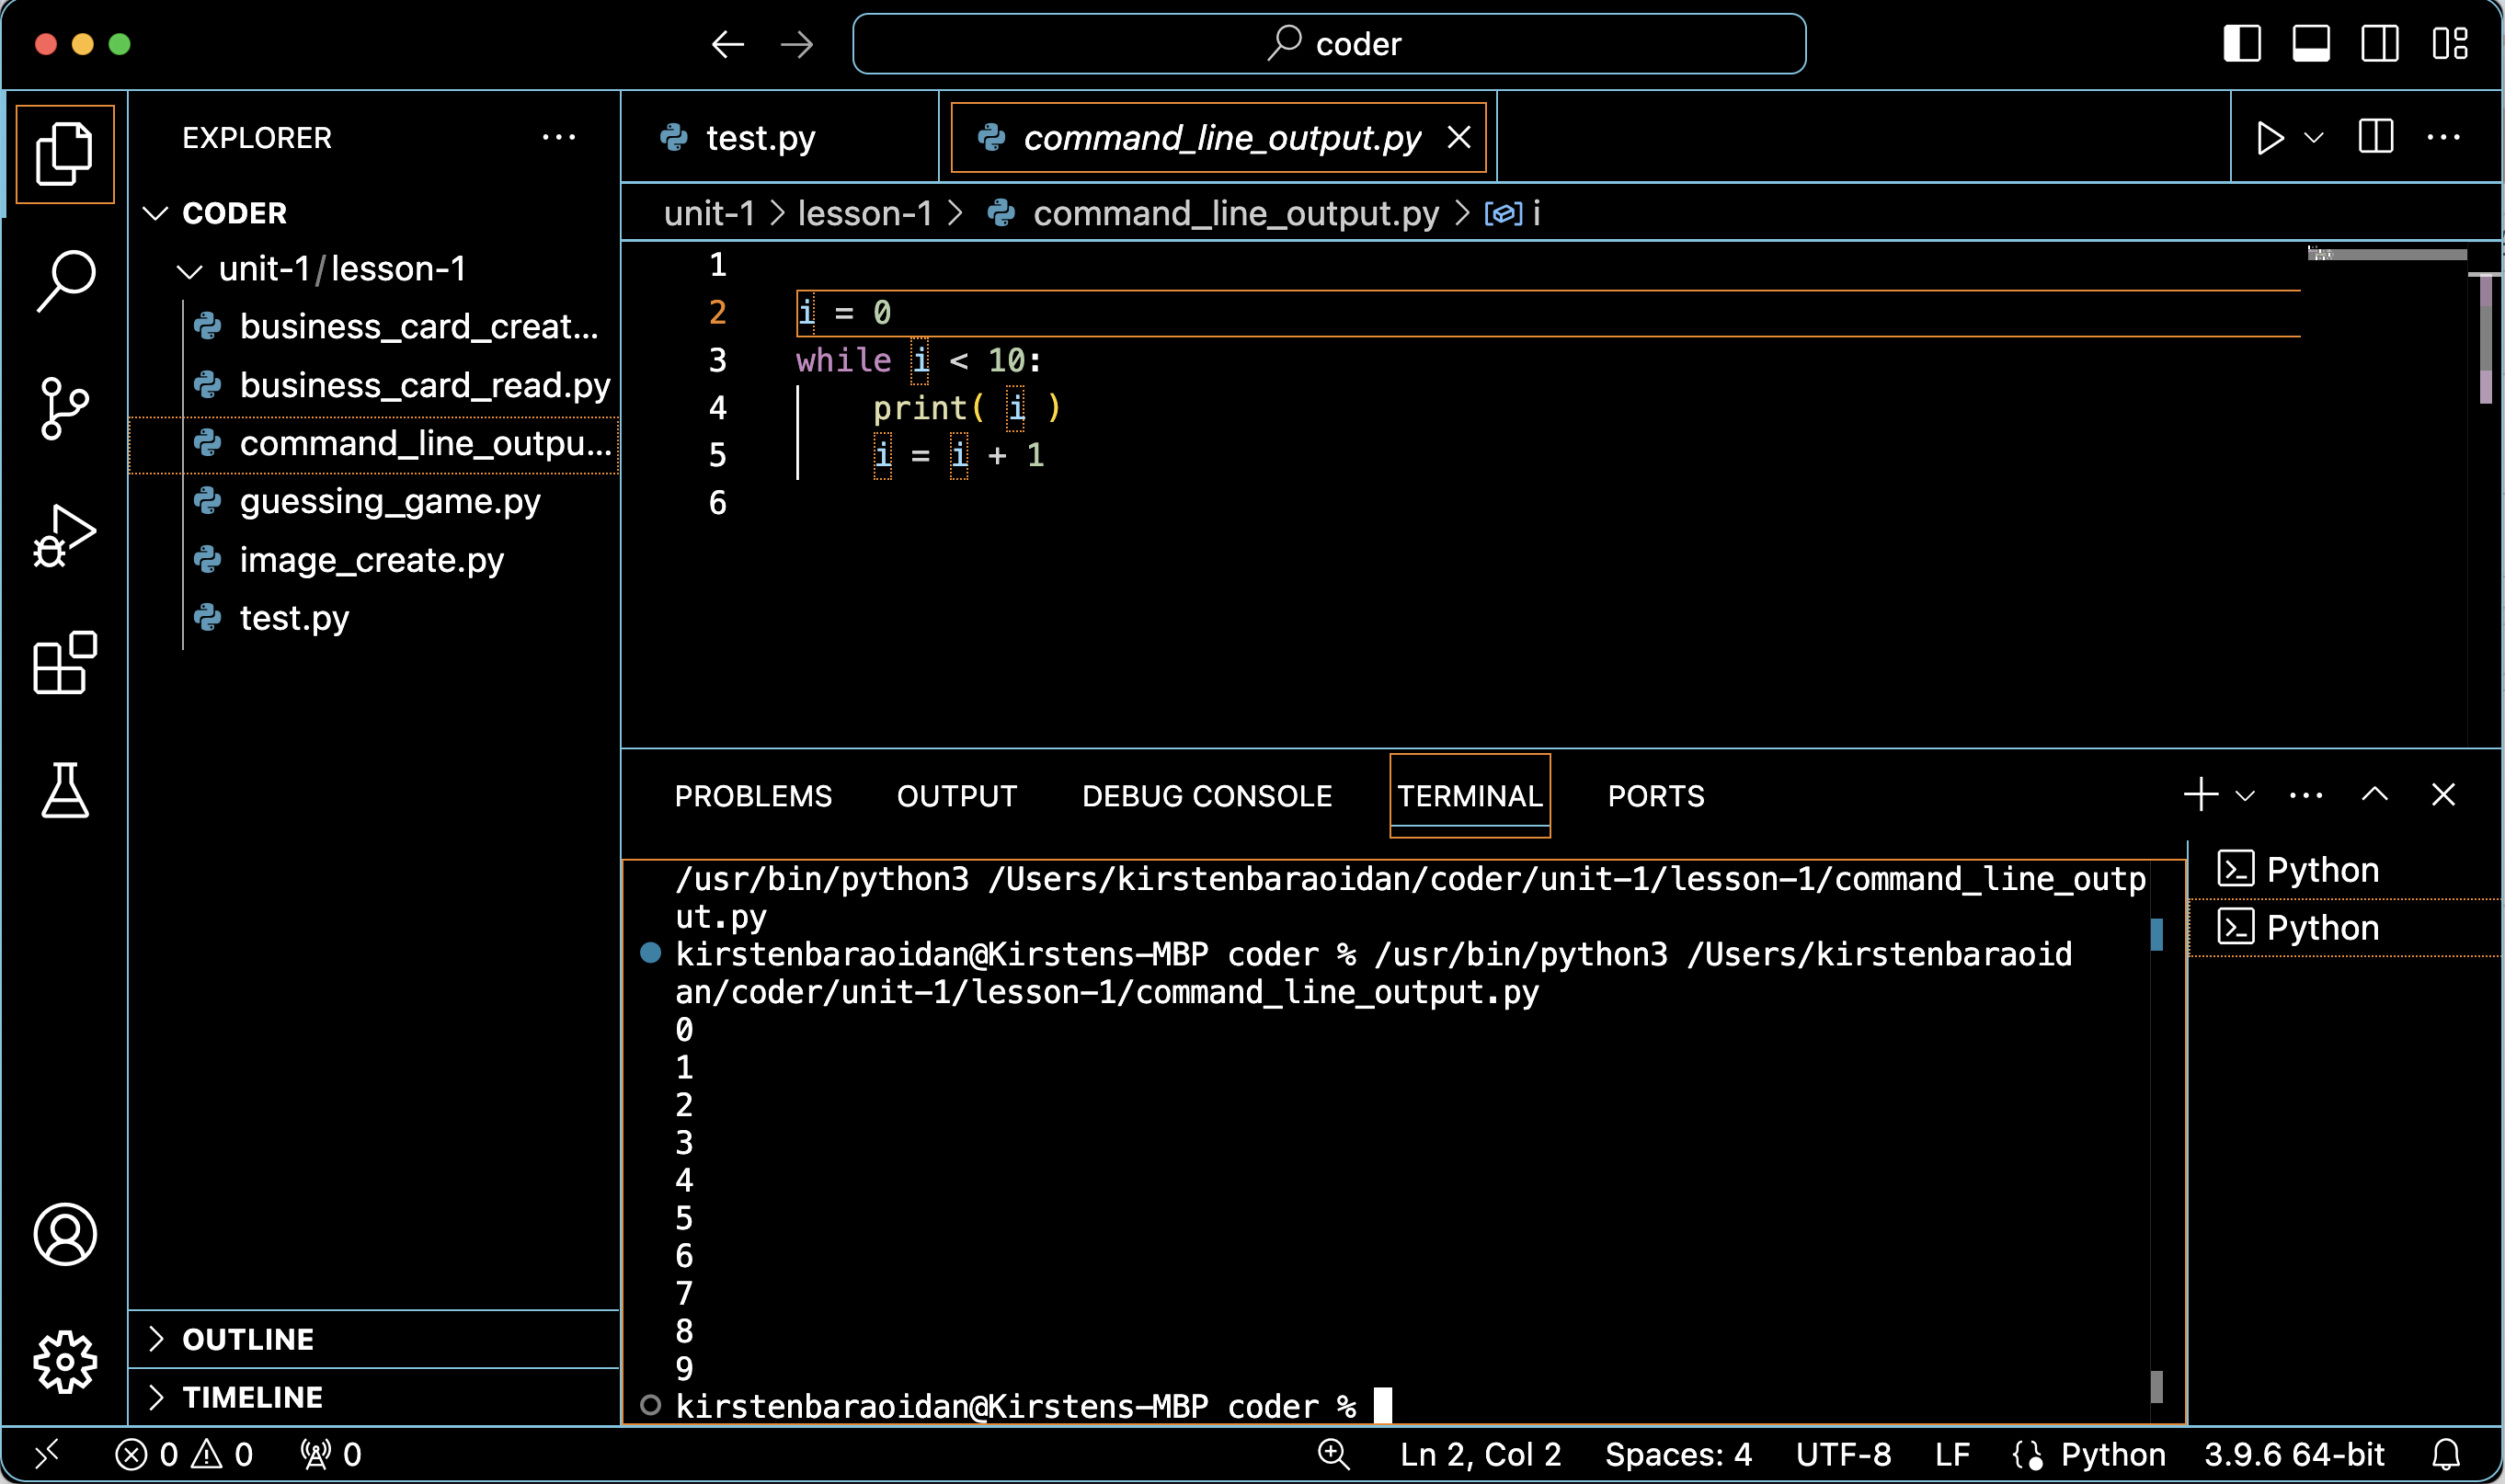 coder
EXPLORER
CODER
unit-1/lesson-1
business_card_creat...
business_card_read.py
command_line_outpu...
guessing_game.py
image_create.py
test.py
OUTLINE
TIMELINE
test.py
command_line_output.py
unit-1 > lesson-1 > command_line_output.py > i
1
2 i = 0
3 while i < 10:
4 print( i )
5 i = i + 1
6
PROBLEMS OUTPUT DEBUG CONSOLE TERMINAL PORTS
/usr/bin/python3 /Users/kirstenbaraoidan/coder/unit-1/lesson-1/command_line_outp
ut.py
kirstenbaraoidan@Kirstens-MBP coder % /usr/bin/python3 /Users/kirstenbaraoid
an/coder/unit-1/lesson-1/command_line_output.py
0
1
2
3
4
5
6
7
8
9
kirstenbaraoidan@Kirstens-MBP coder %
Python
Python
0 0 0 Ln 2, Col 2 Spaces: 4 UTF-8 LF Python 3.9.6 64-bit